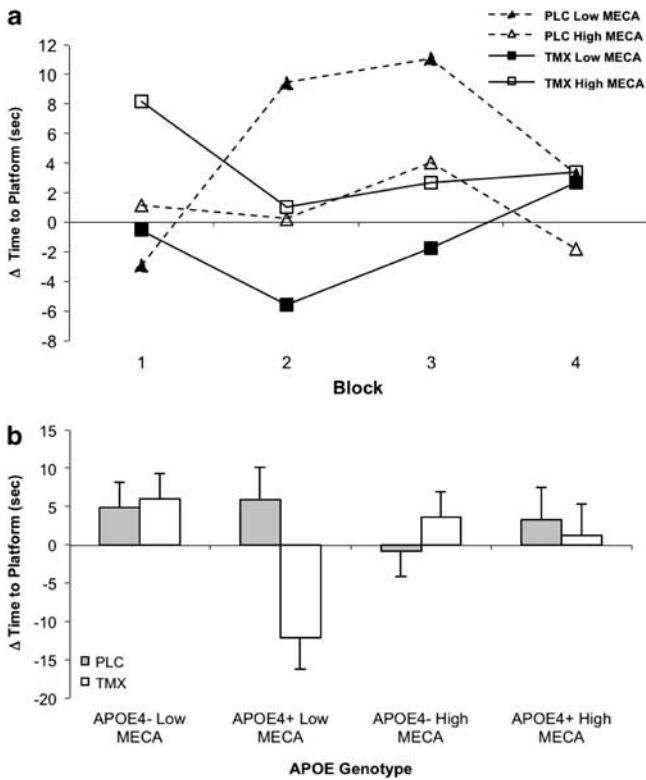 a
PLC Low MECA
PLC High MECA
TMX Low MECA
TMX High MECA
Δ Time to Platform (sec)
12
10
8
6
4
2
0
-2
-4
-6
-8
1 2 3 4
Block
b
Δ Time to Platform (sec)
15
10
5
0
-5
-10
-15
-20
PLC
TMX
APOE4- Low APOE4+ Low APOE4- High APOE4+ High
MECA MECA MECA MECA
APOE Genotype